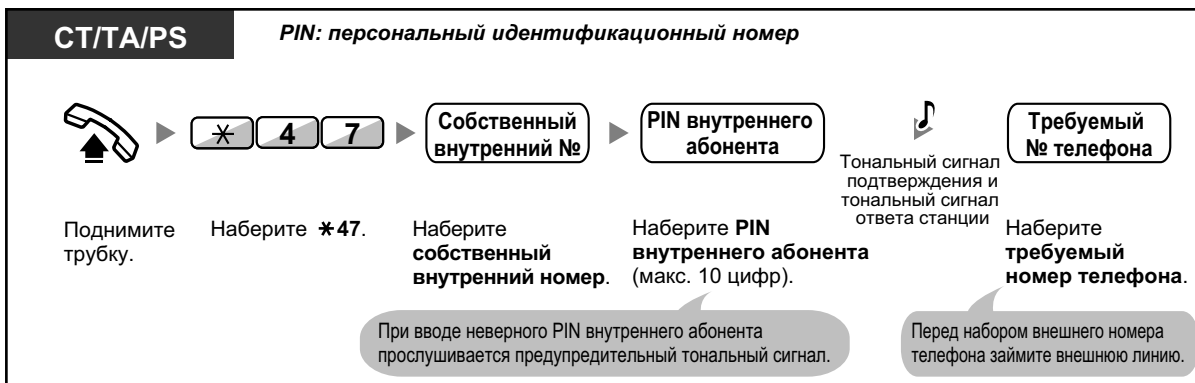 CT/TA/PS
PIN: персональный идентификационный номер
* 4 7
Собственный
внутренний №
PIN внутреннего
абонента
Тональный сигнал
подтверждения и
тональный сигнал
ответа станции
Требуемый
№ телефона
Поднимите
трубку.
Наберите *47.
Наберите
собственный
внутренний номер.
Наберите PIN
внутреннего абонента
(макс. 10 цифр).
Наберите
требуемый
номер телефона.
При вводе неверного PIN внутреннего абонента
прослушивается предупредительный тональный сигнал.
Перед набором внешнего номера
телефона займите внешнюю линию.